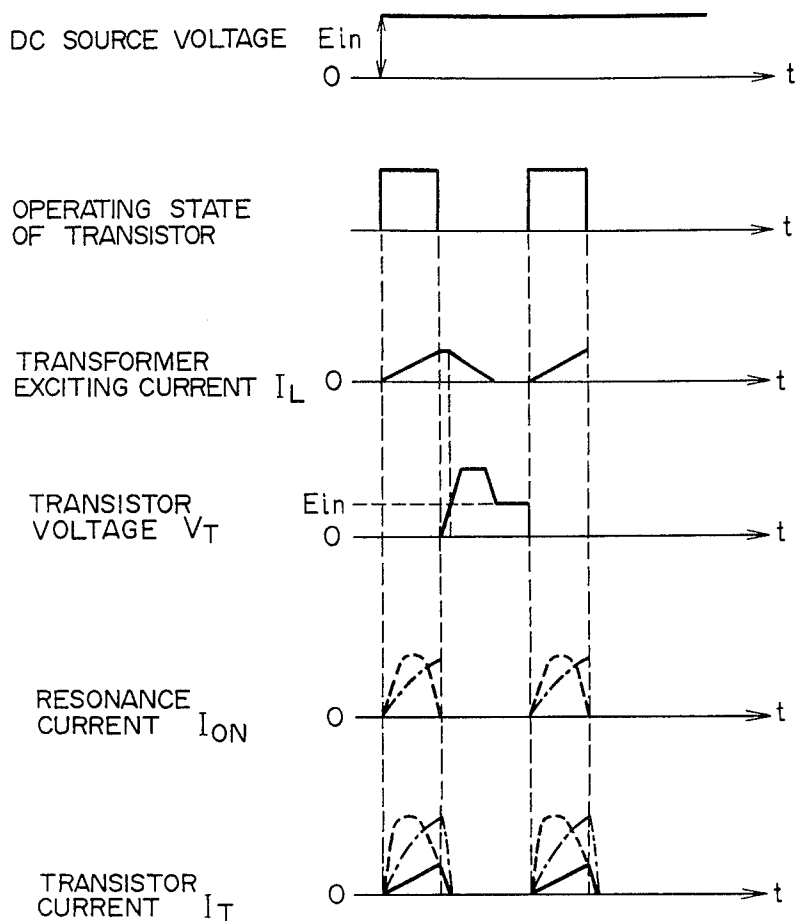 DC SOURCE VOLTAGE Ein
0
t
OPERATING STATE
OF TRANSISTOR
t
TRANSFORMER
EXCITING CURRENT IL
0
t
Ein
TRANSISTOR
VOLTAGE VT
0
t
RESONANCE
CURRENT ION
0
t
TRANSISTOR
CURRENT IT
0
t